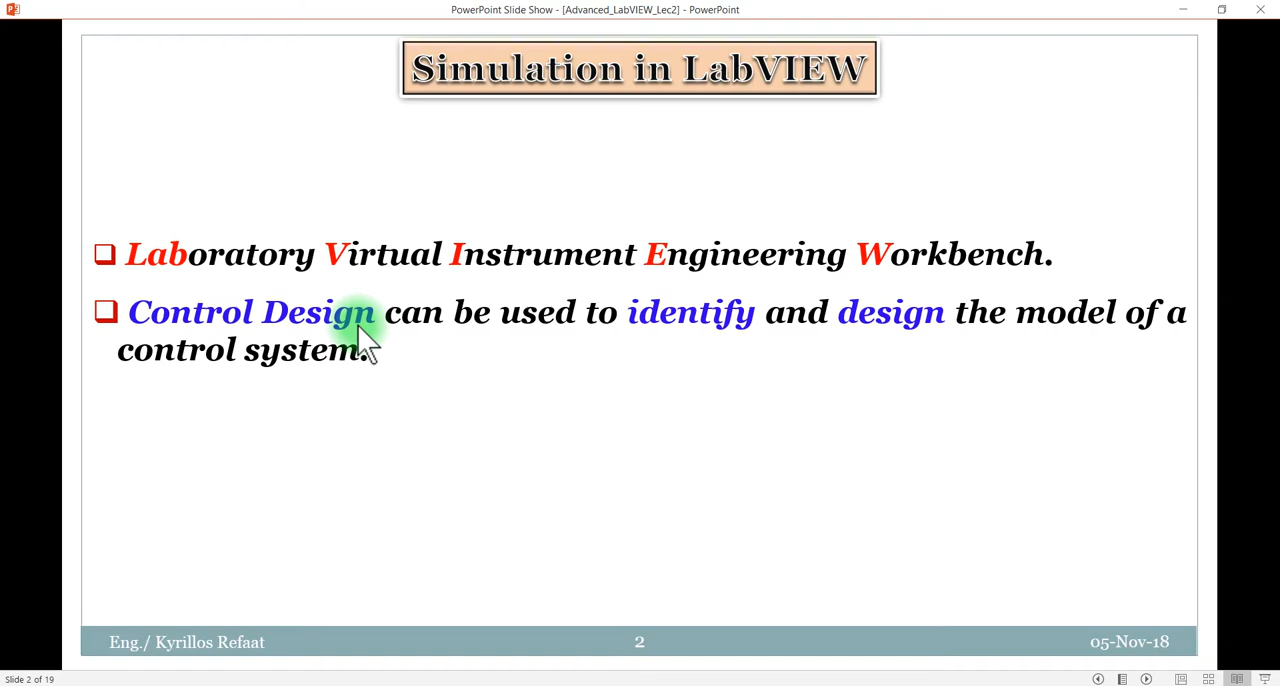 PowerPoint Slide Show - [Advanced_LabVIEW_Lec2] - PowerPoint
Simulation in LabVIEW
Laboratory Virtual Instrument Engineering Workbench.
Control Design can be used to identify and design the model of a
control system.
Eng./ Kyrillos Refaat 2 05-Nov-18
Slide 2 of 19